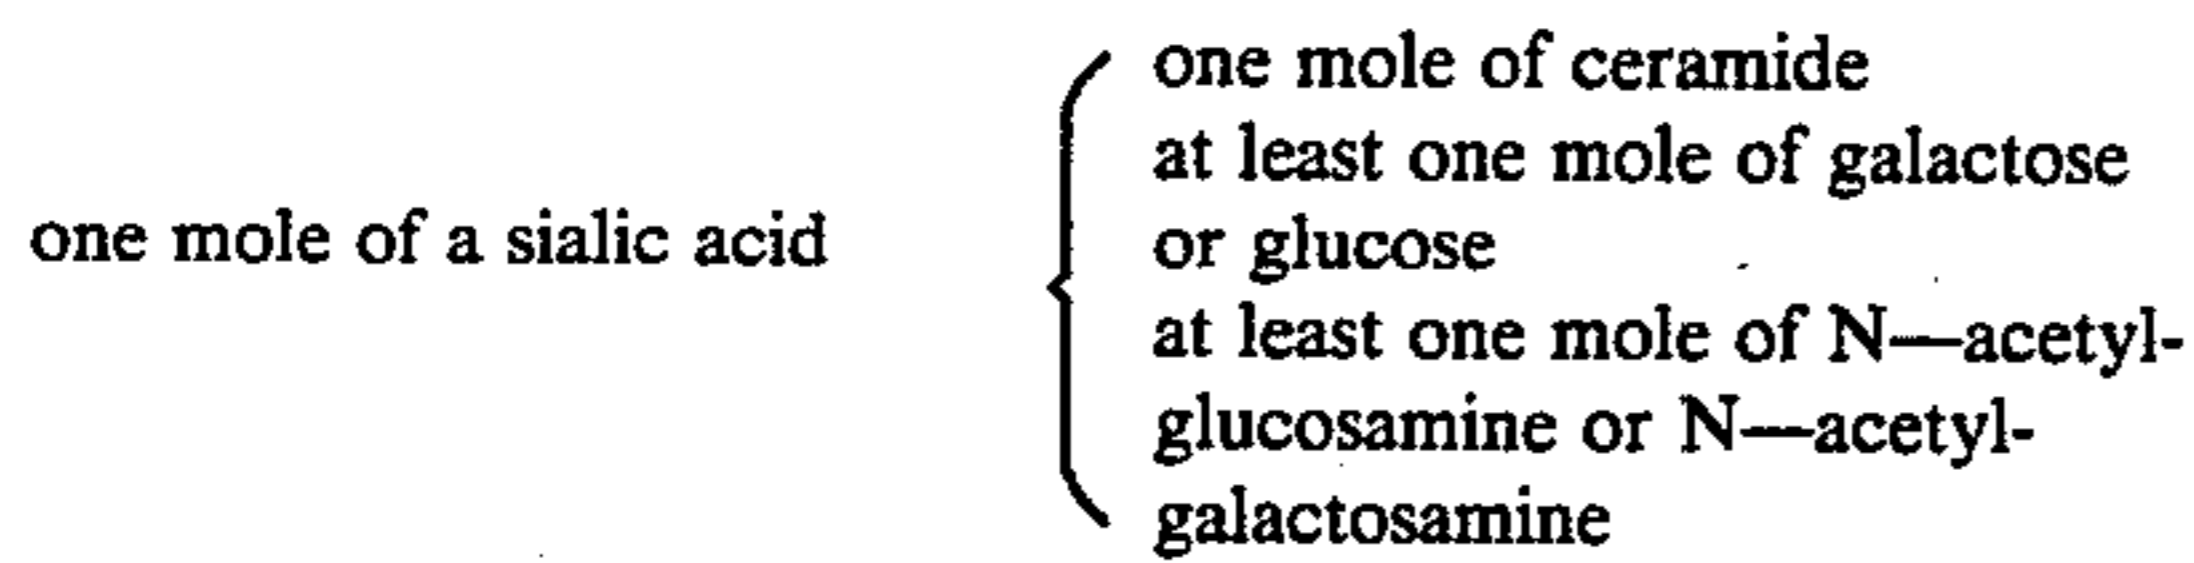 one mole of a sialic acid
one mole of ceramide
at least one mole of galactose
or glucose
at least one mole of N—acetyl-
glucosamine or N—acetyl-
galactosamine